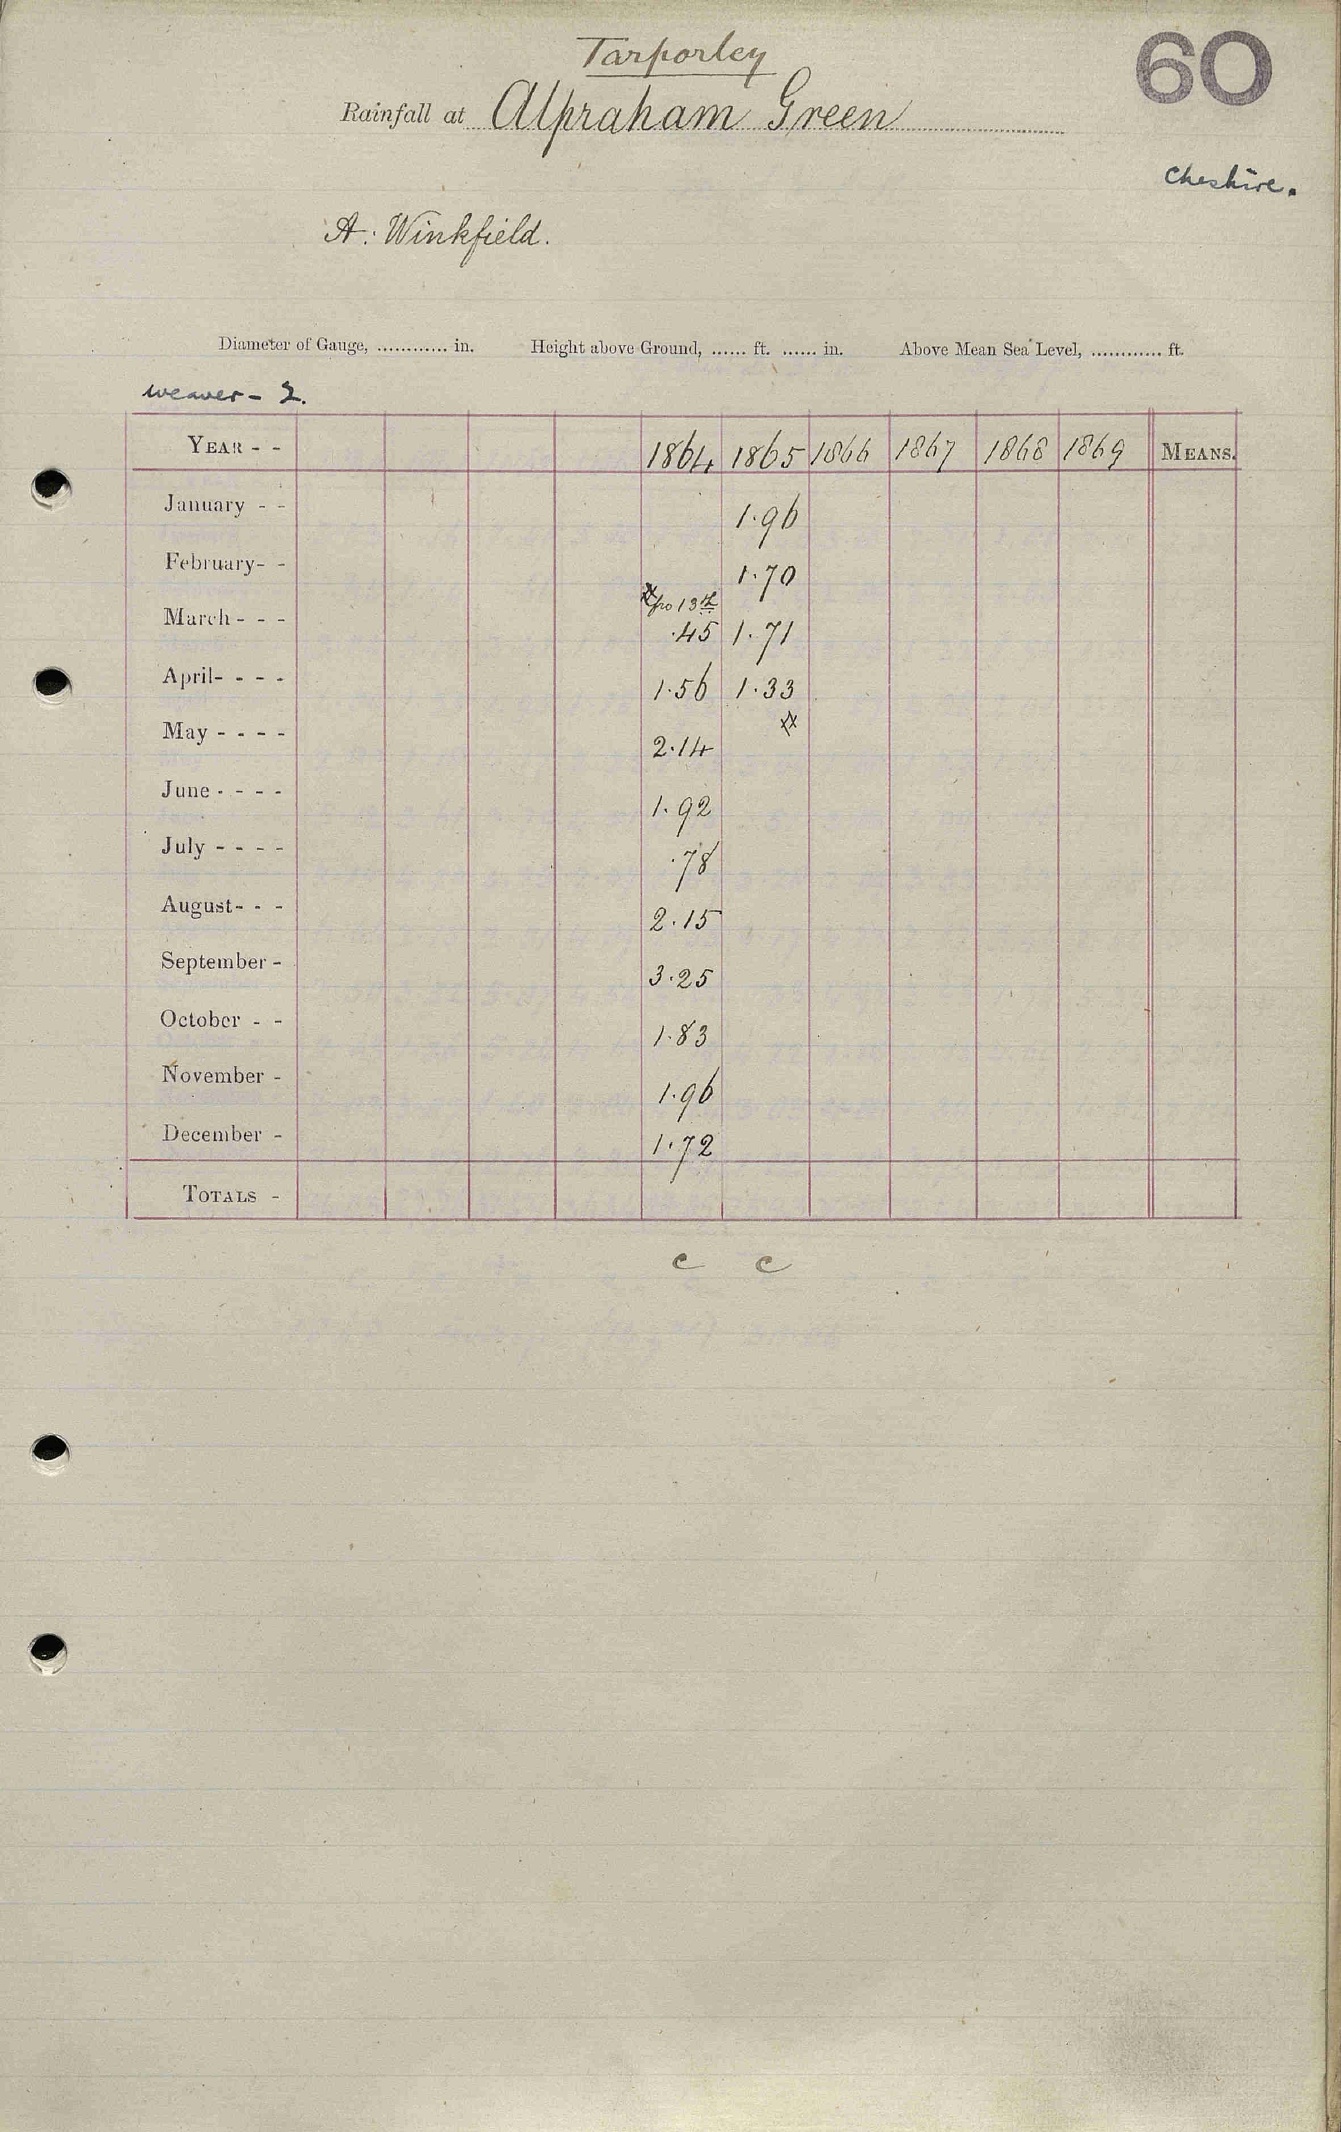 Tarporley
60
Rainfall at Alpraham Green
Cheshire.
A. Winkfield.
Diameter of Gauge, ............ in. Height above Ground, ...... ft. ...... in. Above Mean Sea Level, ............ ft.
Weaver - 2.
YEAR - - 1864 1865 1866 1867 1868 1869 MEANS.
January - - 1.96
February - - 1.70
13th
March - - - .45 1.71
April - - - - 1.56 1.33
May - - - - 2.14
June - - - - 1.92
July - - - - .78
August - - - 2.15
September - 3.25
October - - 1.83
November - 1.96
December - 1.72
TOTALS -
c c